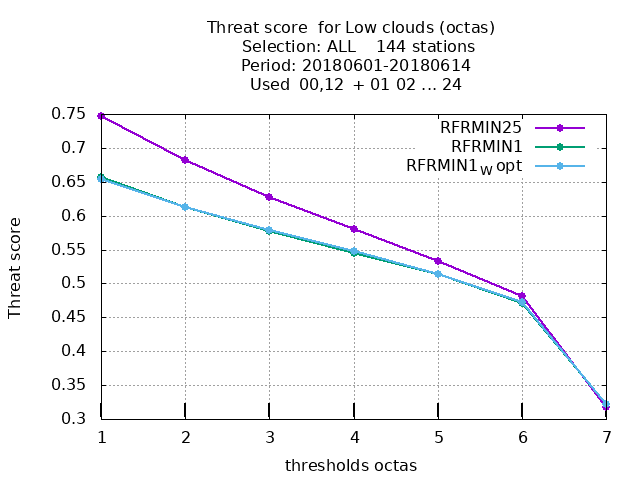 Threat score  for Low clouds (octas)
Selection: ALL    144 stations
Period: 20180601-20180614
Used  00,12  + 01 02 ... 24
0.75
0.7
0.65
0.6
0.55
0.5
0.45
0.4
0.35
0.3
Threat score
RFRMIN25
RFRMIN1
RFRMIN1W opt
1 2 3 4 5 6 7
thresholds octas